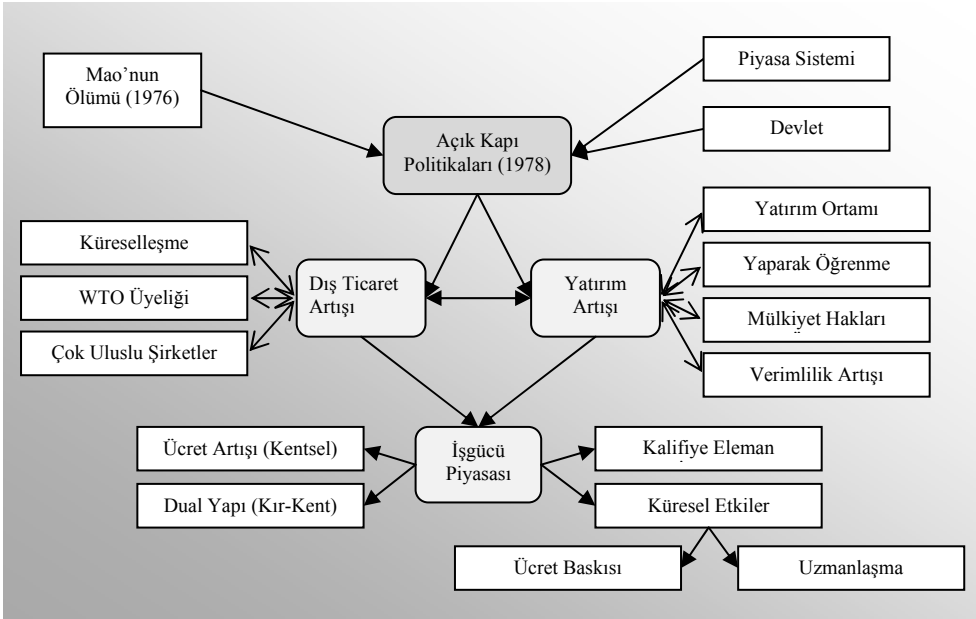 Mao’nun
Ölümü (1976)
Piyasa Sistemi
Devlet
Açık Kapı
Politikaları (1978)
Yatırım Ortamı
Küreselleşme
Yaparak Öğrenme
WTO Üyeliği
Dış Ticaret
Artışı
Yatırım
Artışı
Mülkiyet Hakları
Çok Uluslu Şirketler
Verimlilik Artışı
Ücret Artışı (Kentsel)
İşgücü
Piyasası
Kalifiye Eleman
Dual Yapı (Kır-Kent)
Küresel Etkiler
Ücret Baskısı
Uzmanlaşma